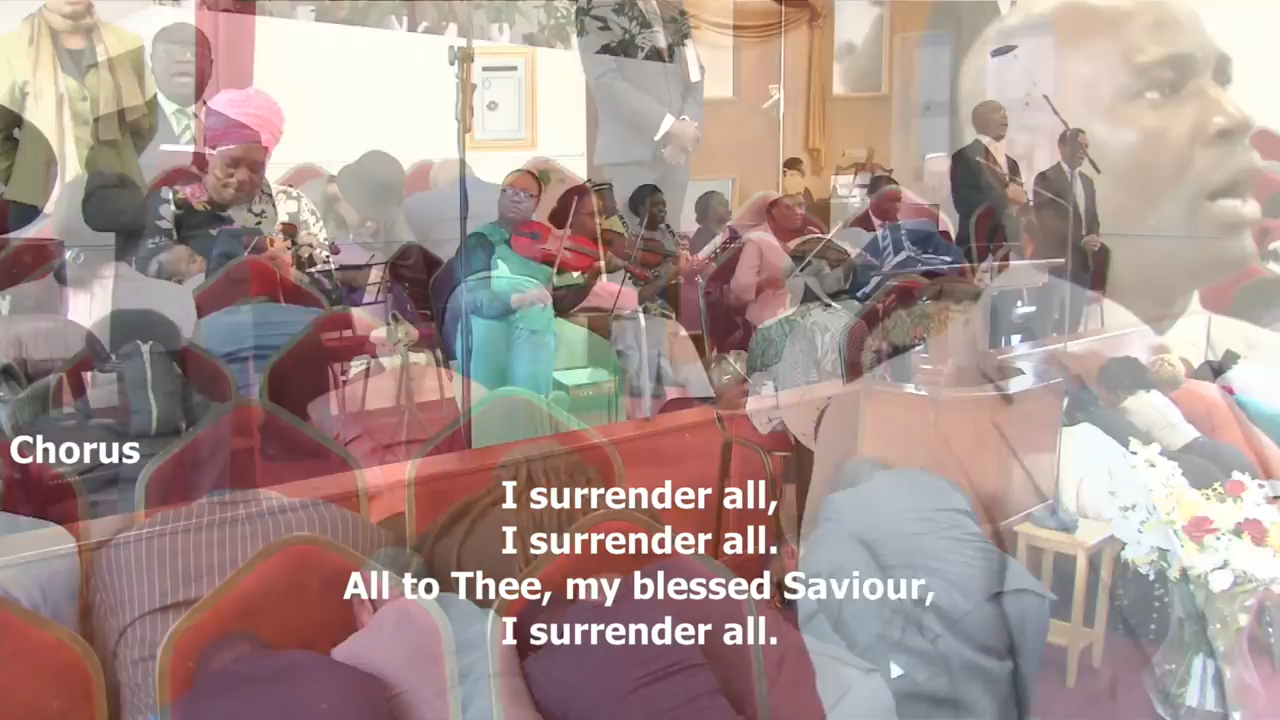 Chorus
I surrender all,
I surrender all.
All to Thee, my blessed Saviour,
I surrender all.